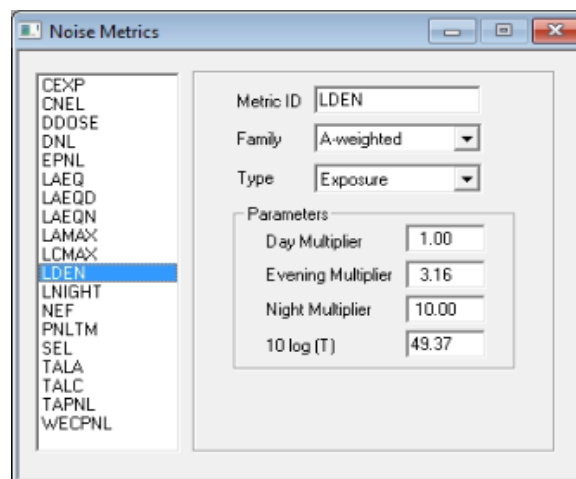 Noise Metrics
CEXP
CNEL
DDOSE
DNL
EPNL
LAEQ
LAEQD
LAEQN
LAMAX
LCMAX
LDEN
LNIGHT
NEF
PNLTM
SEL
TALA
TALC
TAPNL
WECPNL
Metric ID LDEN
Family A-weighted
Type Exposure
Parameters
Day Multiplier 1.00
Evening Multiplier 3.16
Night Multiplier 10.00
10 log (T) 49.37